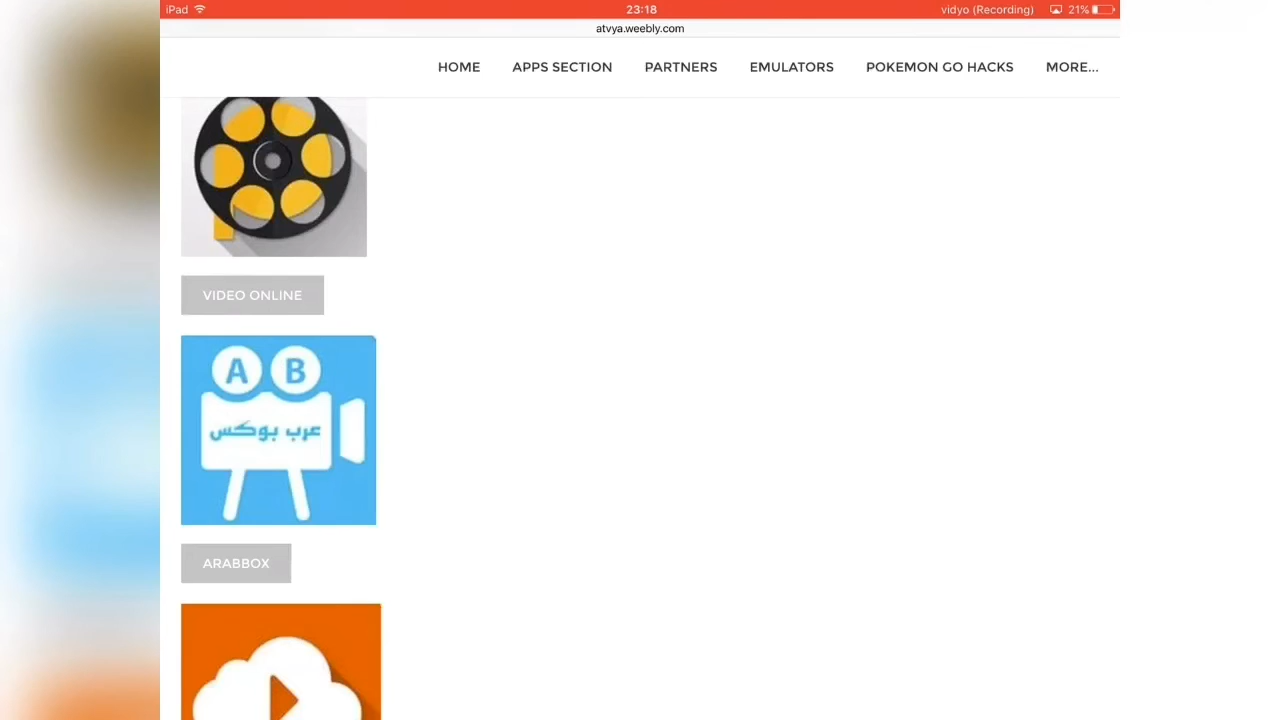 iPad
23:18
vidyo (Recording)
21%
atvya.weebly.com
HOME
APPS SECTION
PARTNERS
EMULATORS
POKEMON GO HACKS
MORE...
VIDEO ONLINE
A B
عرب بوكس
ARABBOX